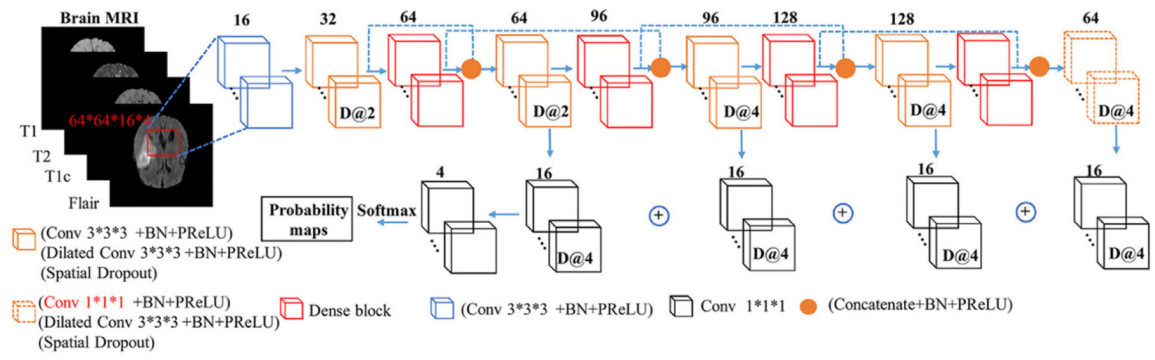 Brain MRI
16
32
64
64
96
96
128
128
64
64*64*16*4
D@2
D@2
D@4
D@4
D@4
T1
T2
T1c
Flair
4
16
16
16
16
Probability
maps
Softmax
+
+
+
D@4
D@4
D@4
D@4
(Conv 3*3*3 +BN+PReLU)
(Dilated Conv 3*3*3 +BN+PReLU)
(Spatial Dropout)
(Conv 1*1*1 +BN+PReLU)
(Dilated Conv 3*3*3 +BN+PReLU)
(Spatial Dropout)
Dense block
(Conv 3*3*3 +BN+PReLU)
Conv 1*1*1
(Concatenate+BN+PReLU)